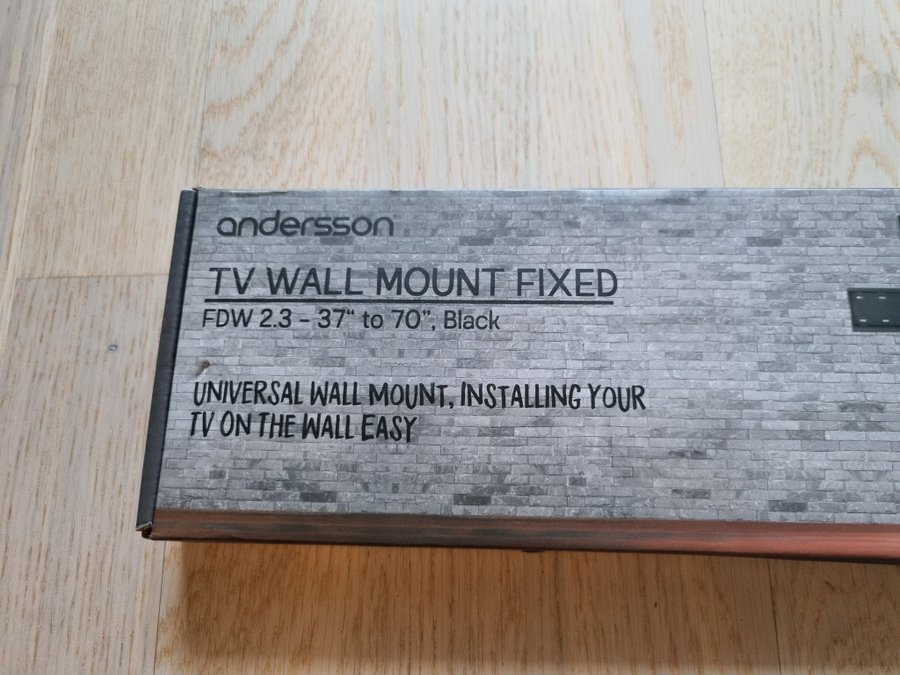 andersson
TV WALL MOUNT FIXED
FDW 2.3 – 37“ to 70”, Black
UNIVERSAL WALL MOUNT, INSTALLING YOUR
TV ON THE WALL EASY